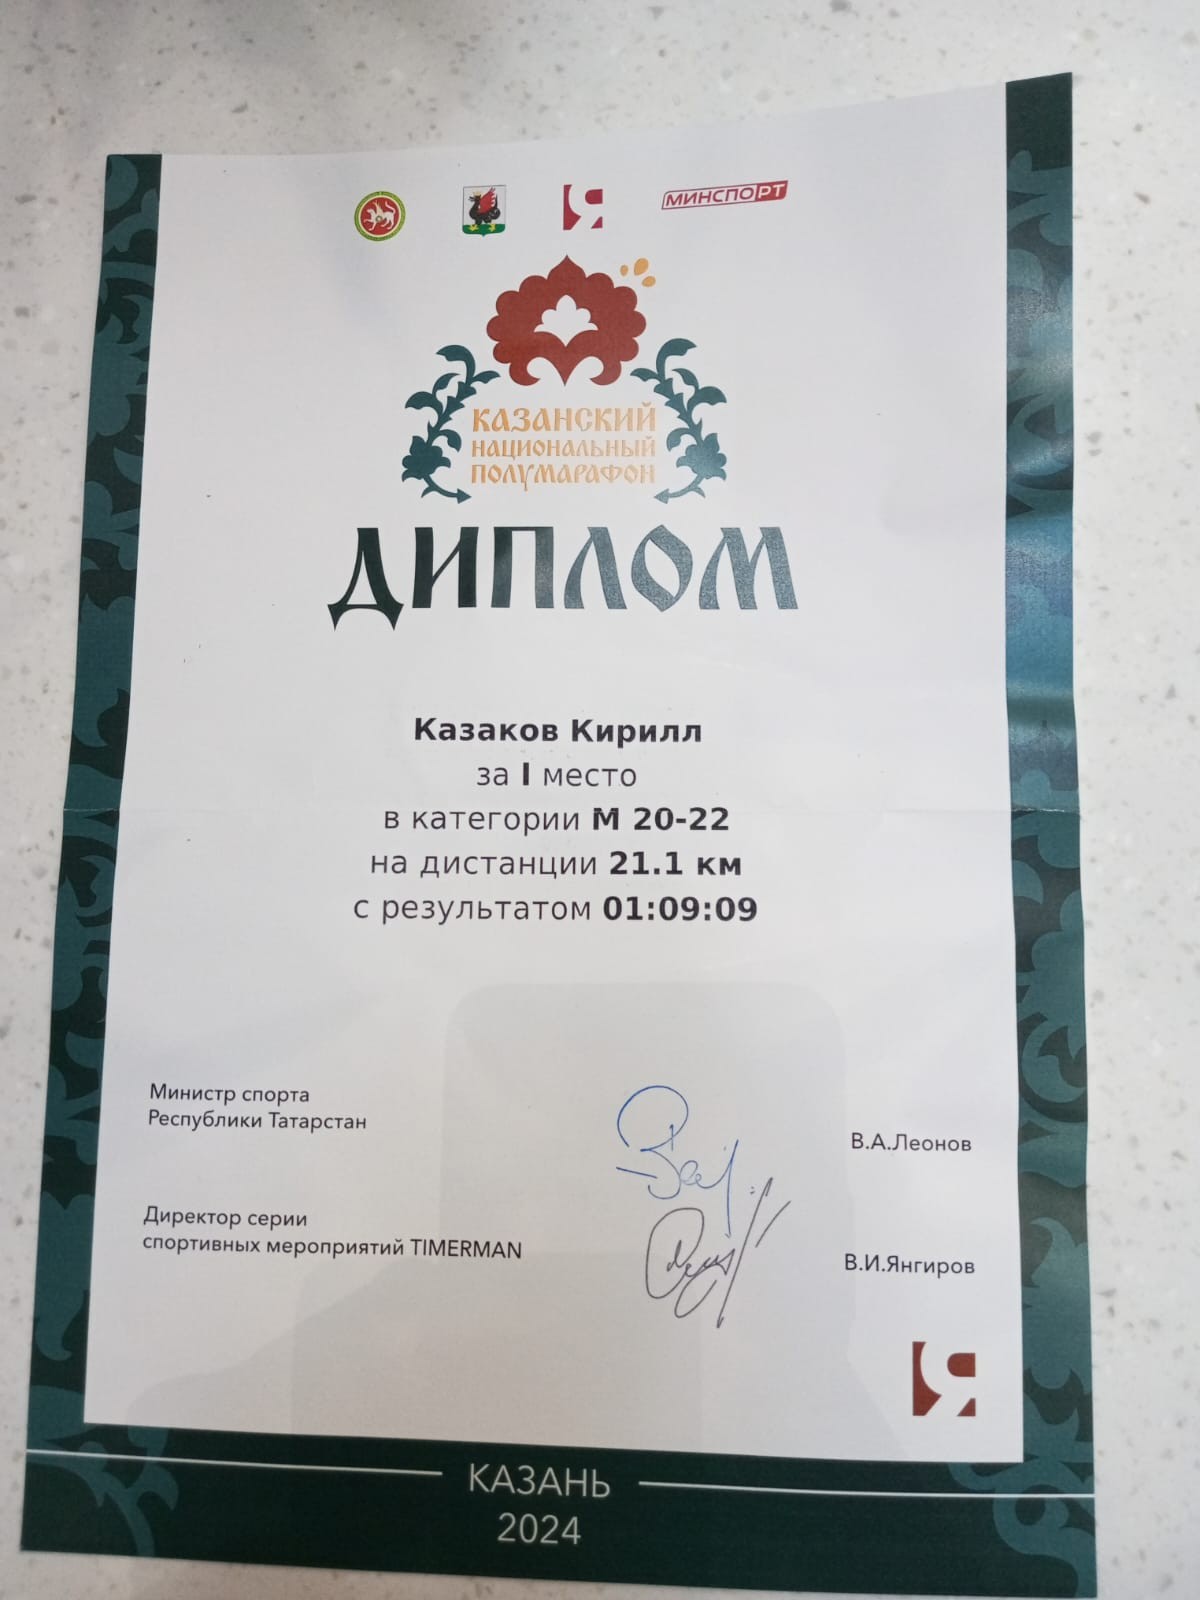 МИНСПОРТ
КАЗАНСКИЙ
НАЦИОНАЛЬНЫЙ
ПОЛУМАРАФОН
ДИПЛОМ
Казаков Кирилл
за I место
в категории М 20-22
на дистанции 21.1 км
с результатом 01:09:09
Министр спорта
Республики Татарстан
В.А.Леонов
Директор серии
спортивных мероприятий TIMERMAN
В.И.Янгиров
Я
КАЗАНЬ
2024